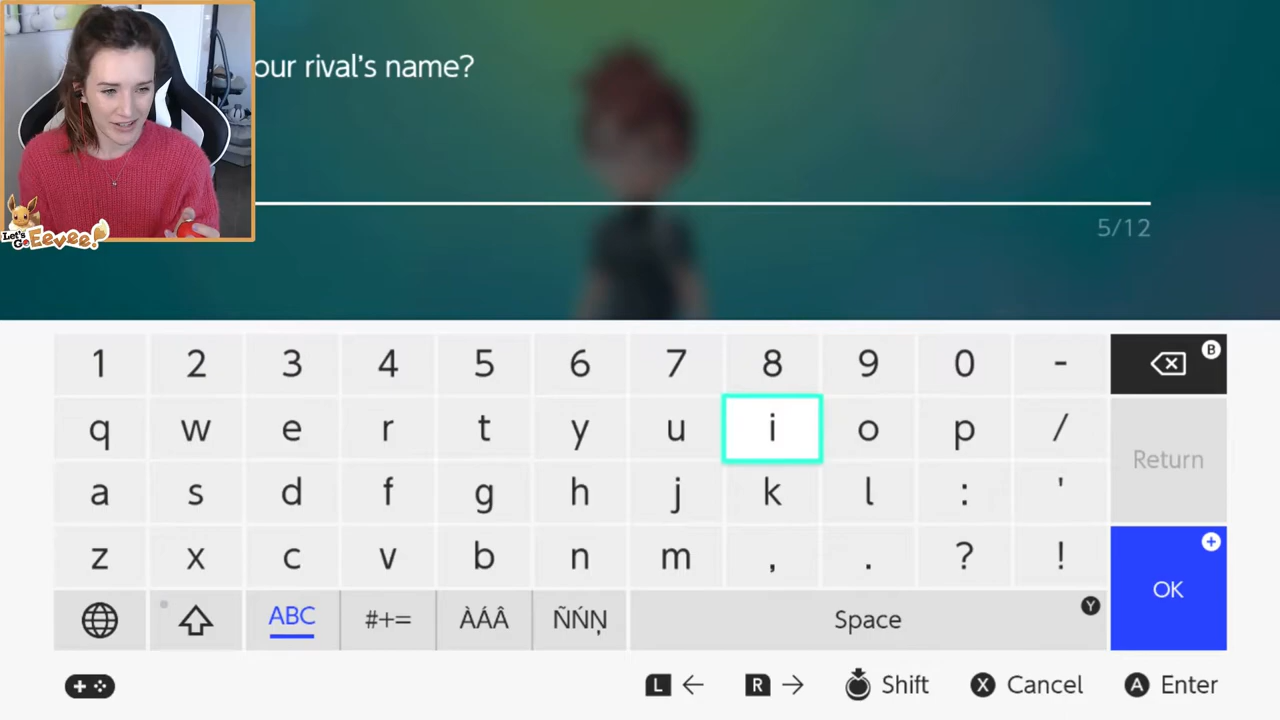 our rival's name?
5/12
Let's
Go Eevee!
1 2 3 4 5 6 7 8 9 0 - B
q w e r t y u i o p /
Return
a s d f g h j k l : '
z x c v b n m , . ? !
+
OK
ABC #+= ÀÁÂ ÑŃŅ Space Y
L ← R → Shift X Cancel A Enter